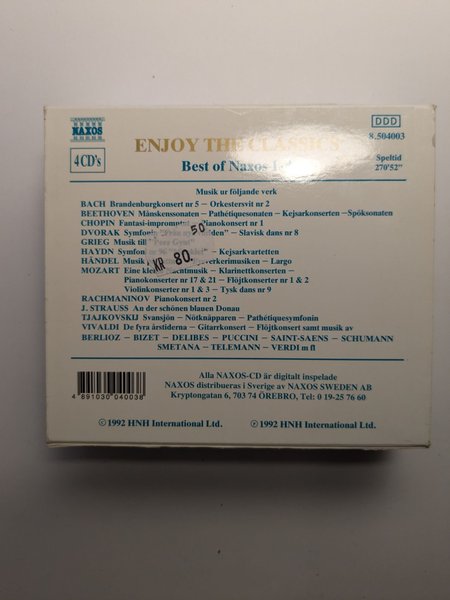 NAXOS
DDD
ENJOY THE CLASSICS
8.504003
4 CD's
Best of Naxos
Speltid
270'52"
Musik ur följande verk
BACH Brandenburgkonsert nr 5 - Orkestersvit nr 2
BEETHOVEN Månskenssonaten - Pathétiquesonaten - Kejsarkonserten - Spöksonaten
CHOPIN Fantasi-impromptu Pianokonsert nr 1
DVORAK Symfoni "Från nya världen" - Slavisk dans nr 8
GRIEG Musik till "Peer Gynt"
HAYDN Symfoni - Kejsarkvartetten
HÄNDEL Musik Fyrverkerimusiken - Largo
MOZART Eine kleine Nachtmusik - Klarinettkonserten -
Pianokonserter nr 17 & 21 - Flöjtkonserter nr 1 & 2
Violinkonserter nr 1 & 3 - Tysk dans nr 9
RACHMANINOV Pianokonsert nr 2
J. STRAUSS An der schönen blauen Donau
TJAJKOVSKIJ Svansjön - Nötknäpparen - Pathétiquesymfonin
VIVALDI De fyra årstiderna - Gitarrkonsert - Flöjtkonsert samt musik av
BERLIOZ - BIZET - DELIBES - PUCCINI - SAINT-SAENS - SCHUMANN
SMETANA - TELEMANN - VERDI m fl
KR 80.50
Alla NAXOS-CD är digitalt inspelade
NAXOS distribueras i Sverige av NAXOS SWEDEN AB
Kryptongatan 6, 703 74 ÖREBRO, Tel: 0 19-25 76 60
4 891030 040038
©1992 HNH International Ltd.
℗ 1992 HNH International Ltd.